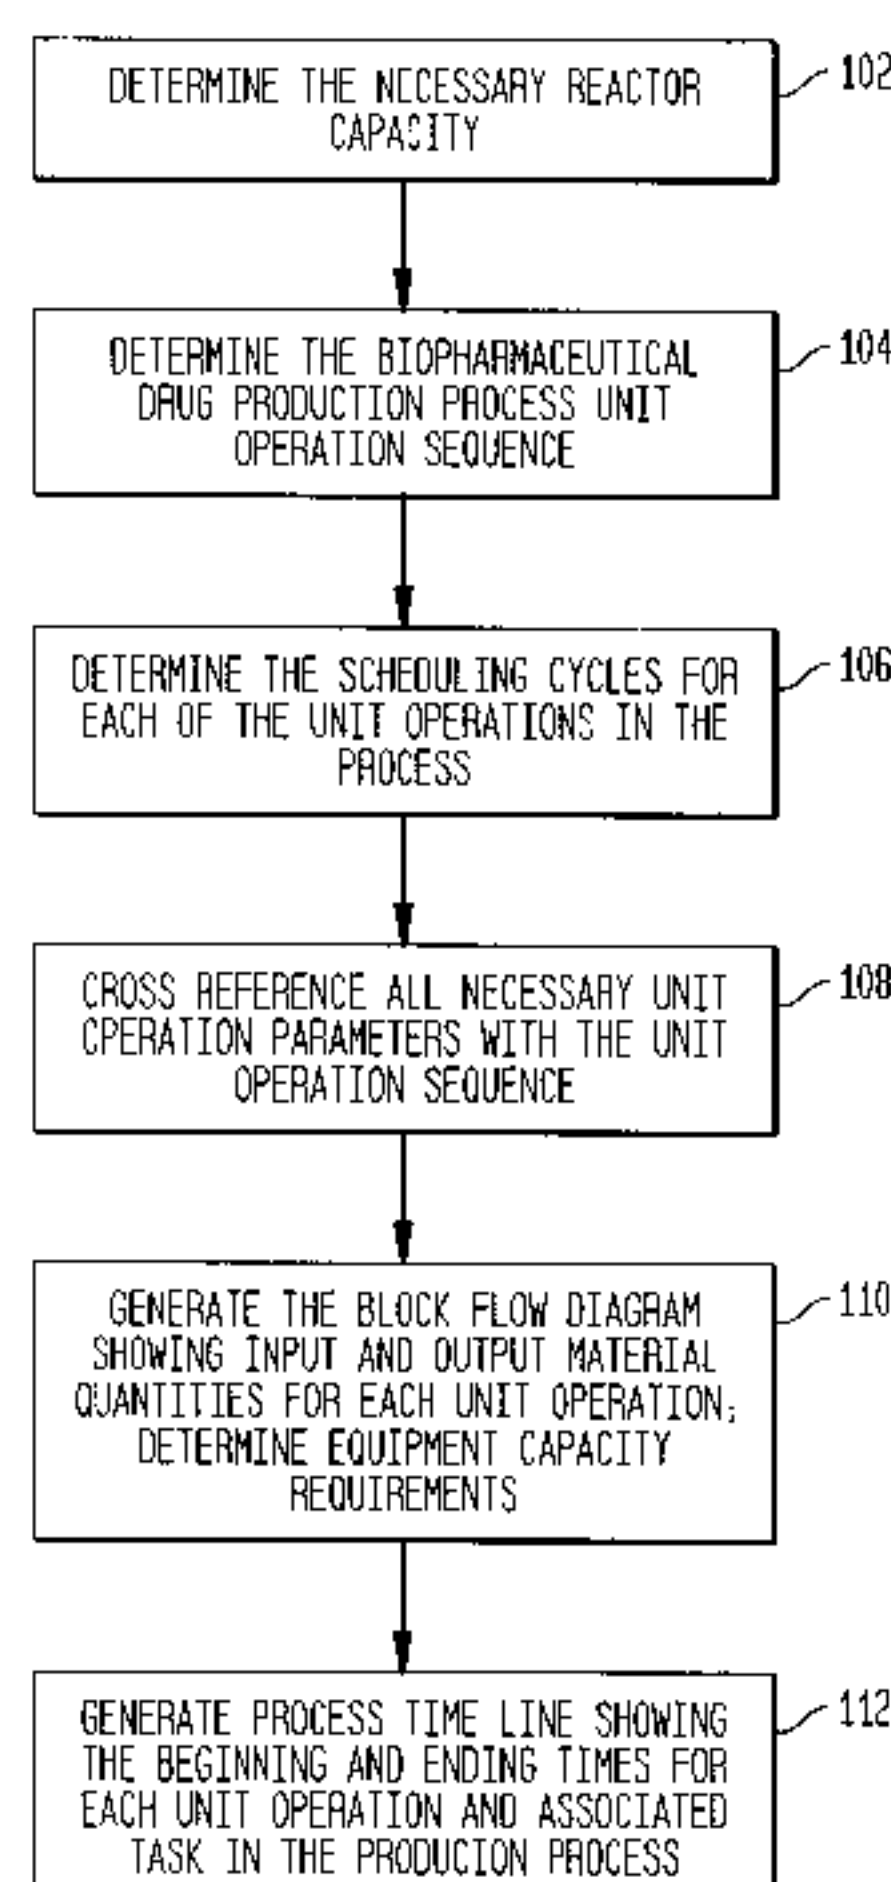 DETERMINE THE NECESSARY REACTOR
CAPACITY
102
DETERMINE THE BIOPHARMACEUTICAL
DRUG PRODUCTION PROCESS UNIT
OPERATION SEQUENCE
104
DETERMINE THE SCHEDULING CYCLES FOR
EACH OF THE UNIT OPERATIONS IN THE
PROCESS
106
CROSS REFERENCE ALL NECESSARY UNIT
OPERATION PARAMETERS WITH THE UNIT
OPERATION SEQUENCE
108
GENERATE THE BLOCK FLOW DIAGRAM
SHOWING INPUT AND OUTPUT MATERIAL
QUANTITIES FOR EACH UNIT OPERATION;
DETERMINE EQUIPMENT CAPACITY
REQUIREMENTS
110
GENERATE PROCESS TIME LINE SHOWING
THE BEGINNING AND ENDING TIMES FOR
EACH UNIT OPERATION AND ASSOCIATED
TASK IN THE PRODUCION PROCESS
112